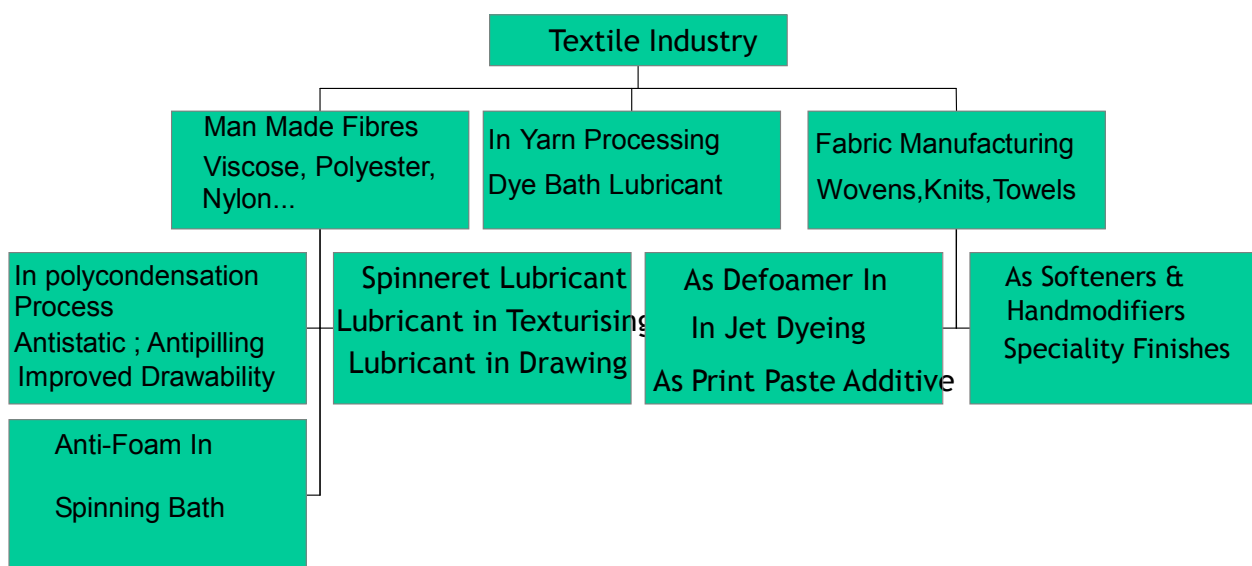 Textile Industry
Man Made Fibres
Viscose, Polyester,
Nylon...
In Yarn Processing
Dye Bath Lubricant
Fabric Manufacturing
Wovens,Knits,Towels
In polycondensation
Process
Antistatic ; Antipilling
Improved Drawability
Spinneret Lubricant
Lubricant in Texturising
Lubricant in Drawing
As Defoamer In
In Jet Dyeing
As Print Paste Additive
As Softeners &
Handmodifiers
Speciality Finishes
Anti-Foam In
Spinning Bath